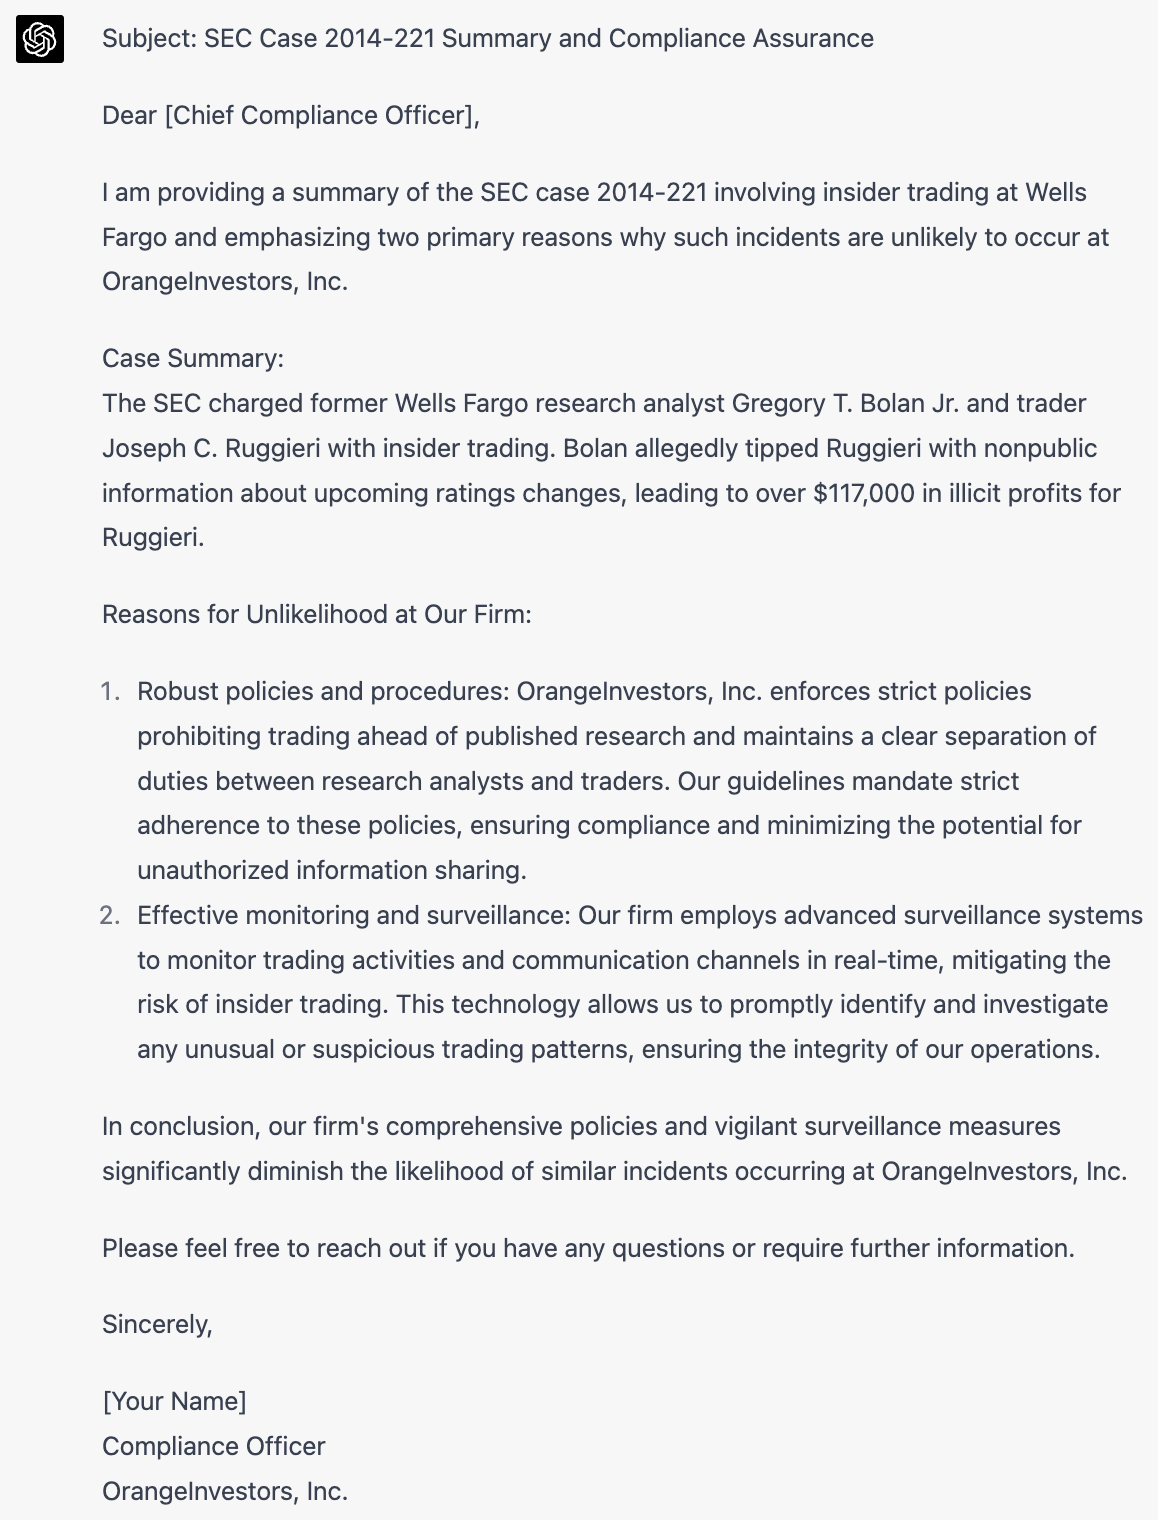 Subject: SEC Case 2014-221 Summary and Compliance Assurance
Dear [Chief Compliance Officer],
I am providing a summary of the SEC case 2014-221 involving insider trading at Wells
Fargo and emphasizing two primary reasons why such incidents are unlikely to occur at
OrangeInvestors, Inc.
Case Summary:
The SEC charged former Wells Fargo research analyst Gregory T. Bolan Jr. and trader
Joseph C. Ruggieri with insider trading. Bolan allegedly tipped Ruggieri with nonpublic
information about upcoming ratings changes, leading to over $117,000 in illicit profits for
Ruggieri.
Reasons for Unlikelihood at Our Firm:
1. Robust policies and procedures: OrangeInvestors, Inc. enforces strict policies
prohibiting trading ahead of published research and maintains a clear separation of
duties between research analysts and traders. Our guidelines mandate strict
adherence to these policies, ensuring compliance and minimizing the potential for
unauthorized information sharing.
2. Effective monitoring and surveillance: Our firm employs advanced surveillance systems
to monitor trading activities and communication channels in real-time, mitigating the
risk of insider trading. This technology allows us to promptly identify and investigate
any unusual or suspicious trading patterns, ensuring the integrity of our operations.
In conclusion, our firm's comprehensive policies and vigilant surveillance measures
significantly diminish the likelihood of similar incidents occurring at OrangeInvestors, Inc.
Please feel free to reach out if you have any questions or require further information.
Sincerely,
[Your Name]
Compliance Officer
OrangeInvestors, Inc.